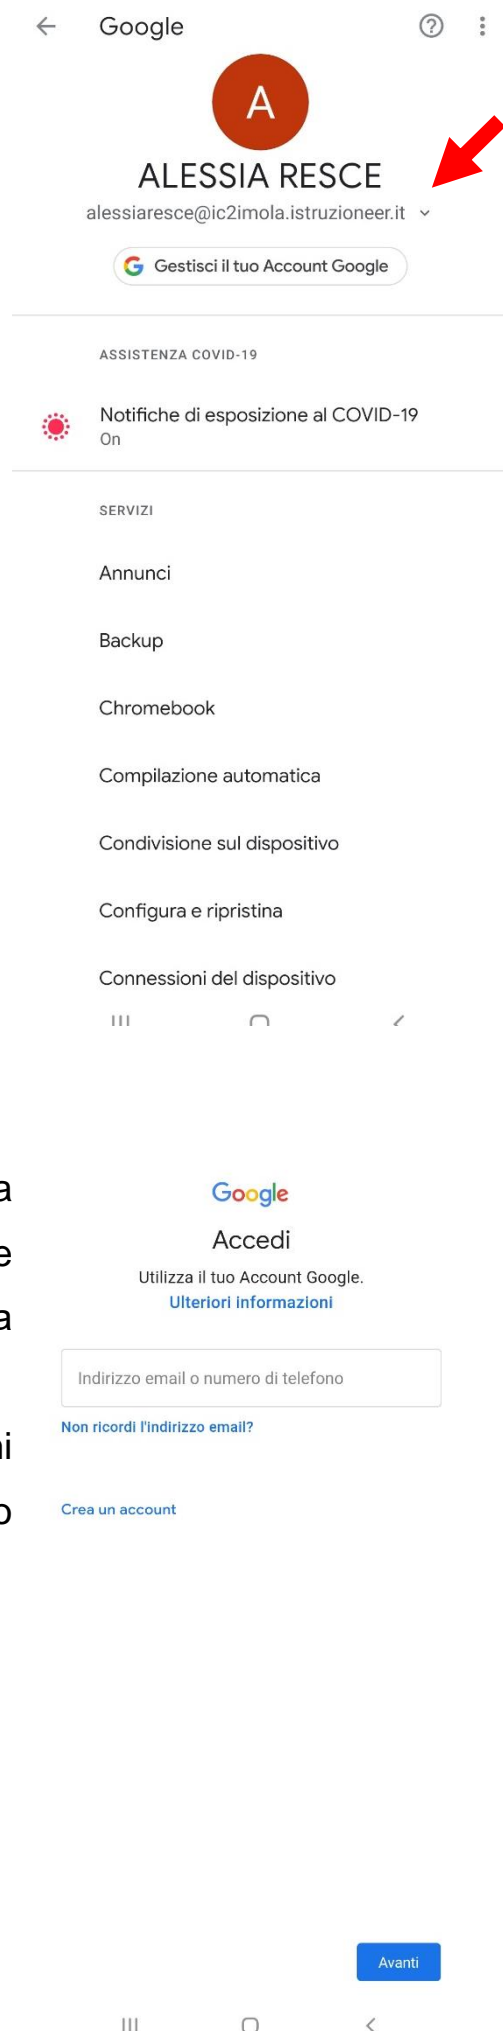 Google
A
ALESSIA RESCE
alessiaresce@ic2imola.istruzioneer.it
G Gestisci il tuo Account Google
ASSISTENZA COVID-19
Notifiche di esposizione al COVID-19
On
SERVIZI
Annunci
Backup
Chromebook
Compilazione automatica
Condivisione sul dispositivo
Configura e ripristina
Connessioni del dispositivo
a
e
a
ni
o
Google
Accedi
Utilizza il tuo Account Google.
Ulteriori informazioni
Indirizzo email o numero di telefono
Non ricordi l'indirizzo email?
Crea un account
Avanti